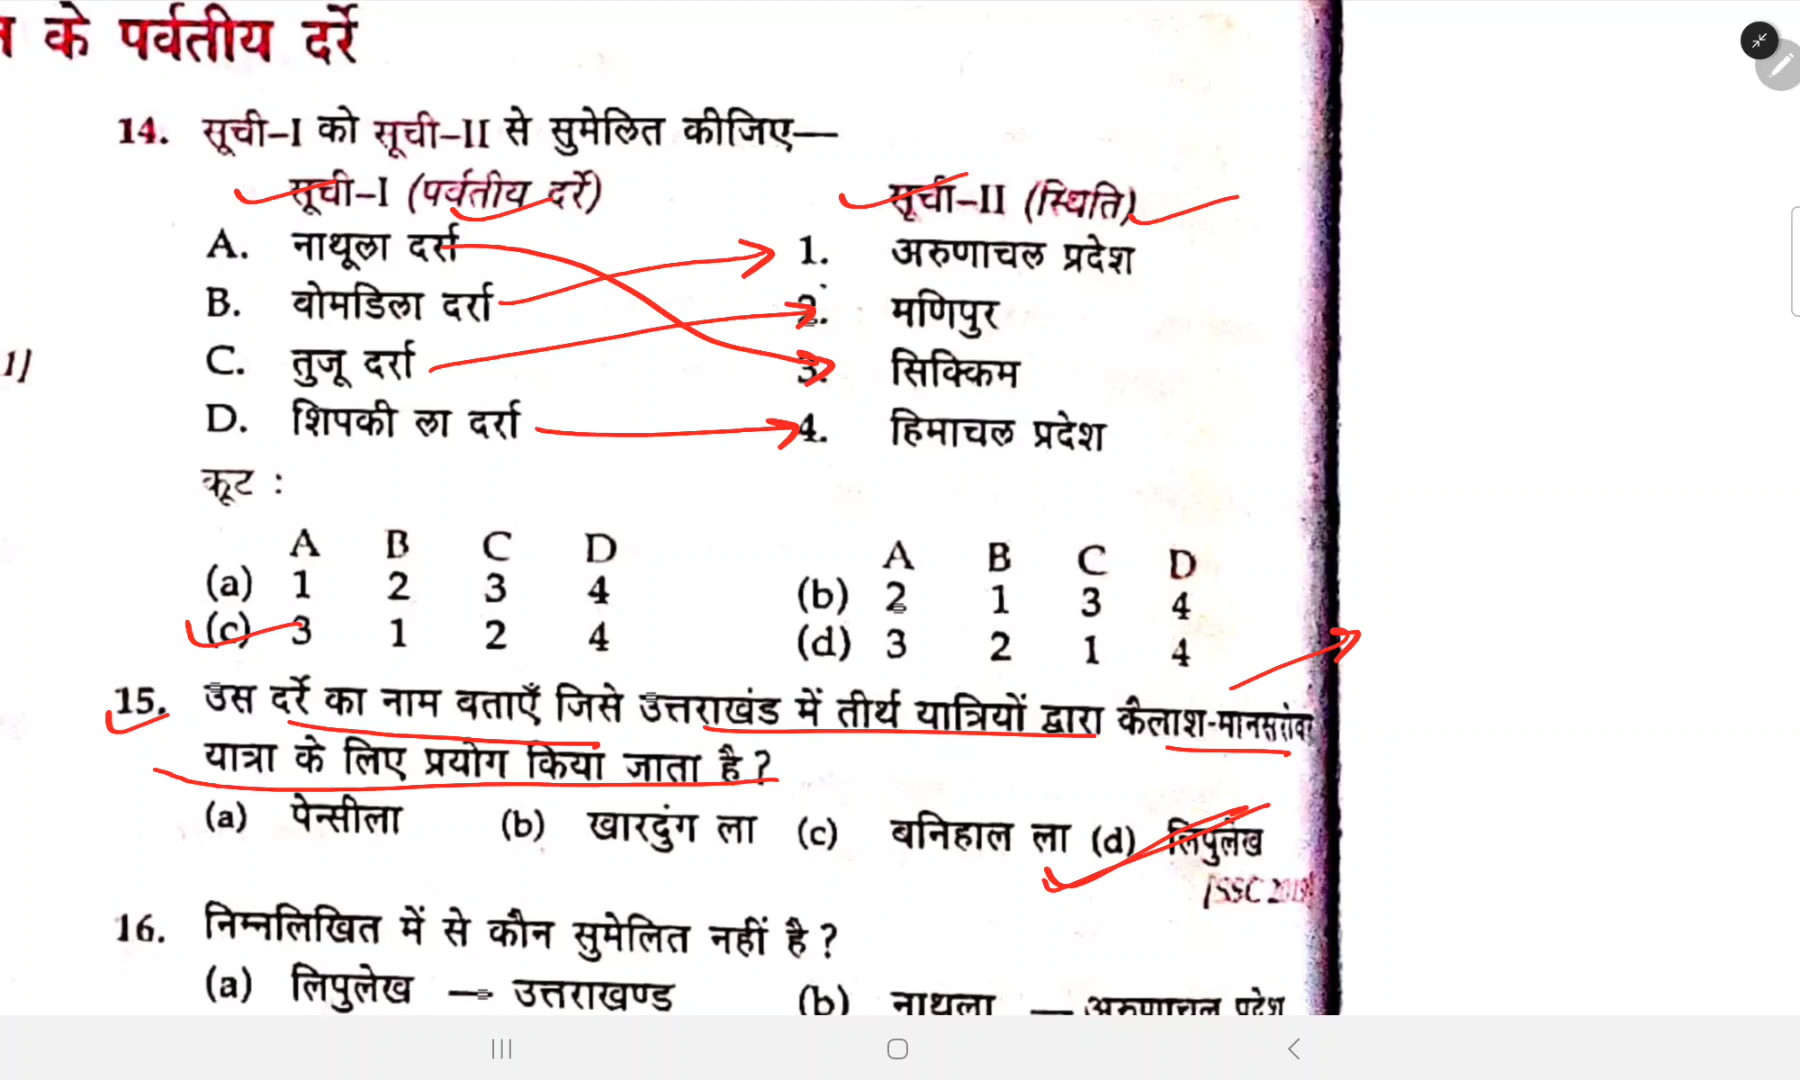 के पर्वतीय दर्रे
14. सूची-I को सूची-II से सुमेलित कीजिए—
सूची-I (पर्वतीय दर्रे) सूची-II (स्थिति)
A. नाथूला दर्रा 1. अरुणाचल प्रदेश
B. बोमडिला दर्रा 2. मणिपुर
C. तुजू दर्रा 3. सिक्किम
1]
D. शिपकी ला दर्रा 4. हिमाचल प्रदेश
कूट :
A B C D A B C D
(a) 1 2 3 4 (b) 2 1 3 4
(c) 3 1 2 4 (d) 3 2 1 4
15. उस दर्रे का नाम बताएँ जिसे उत्तराखंड में तीर्थ यात्रियों द्वारा कैलाश-मानसरोवर
यात्रा के लिए प्रयोग किया जाता है ?
(a) पेन्सीला (b) खारदुंग ला (c) बनिहाल ला (d) लिपुलेख
[SSC
16. निम्नलिखित में से कौन सुमेलित नहीं है ?
(a) लिपुलेख — उत्तराखण्ड (b) नाथूला — अरुणाचल प्रदेश